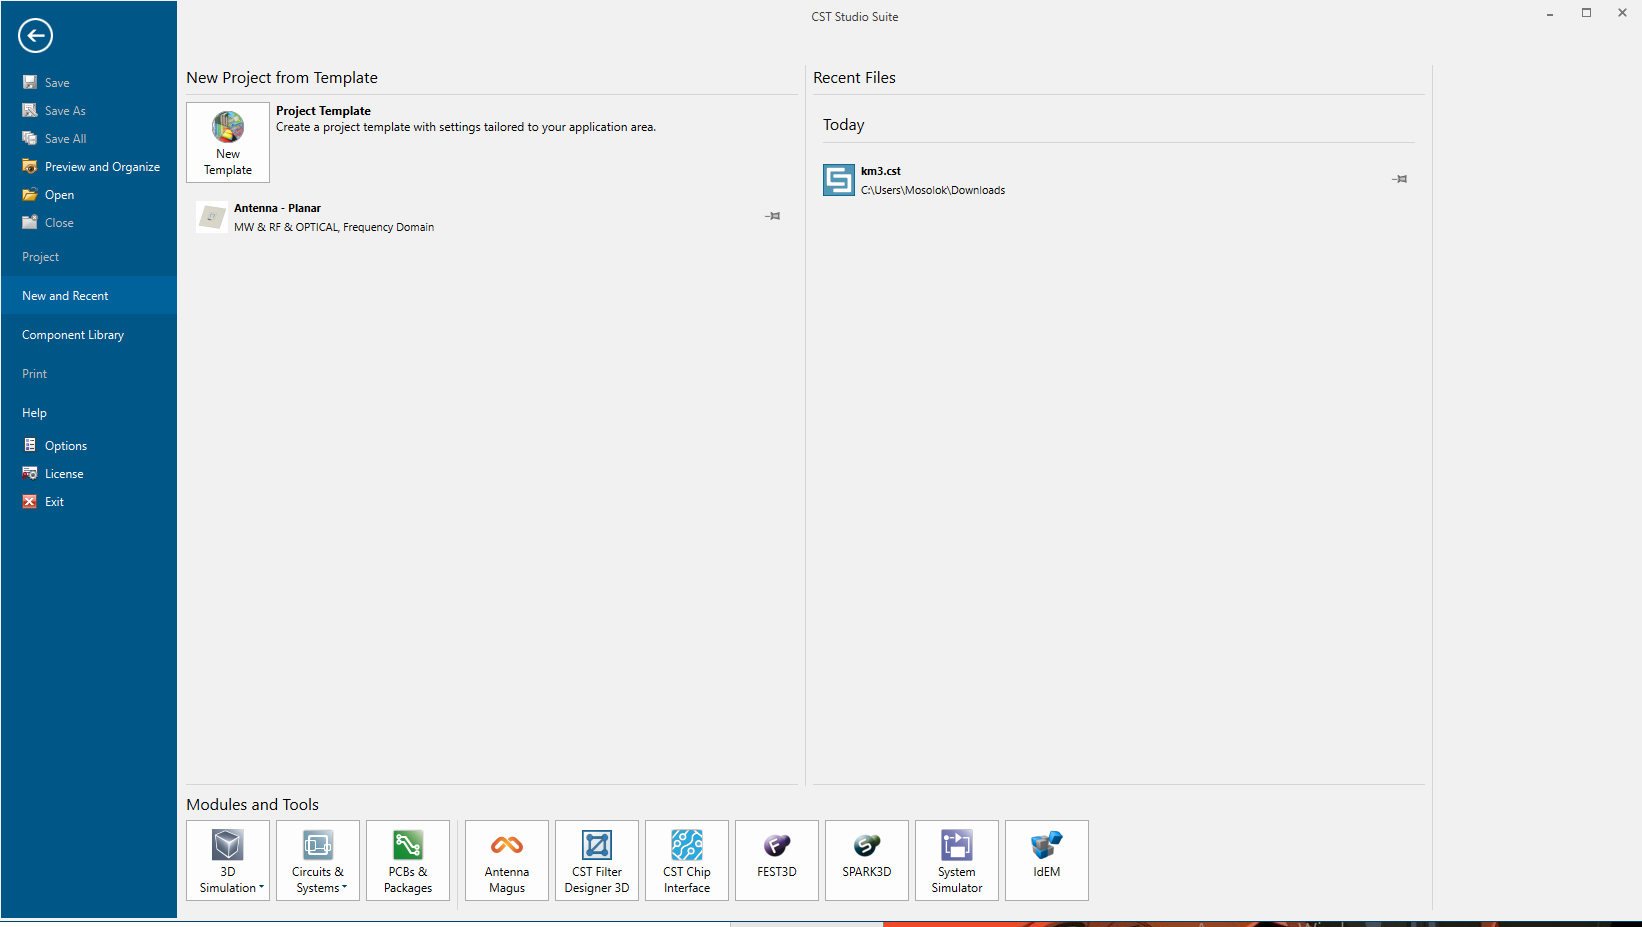 CST Studio Suite
Save
Save As
Save All
Preview and Organize
Open
Close
Project
New and Recent
Component Library
Print
Help
Options
License
Exit
New Project from Template
New
Template
Project Template
Create a project template with settings tailored to your application area.
Antenna - Planar
MW & RF & OPTICAL, Frequency Domain
Recent Files
Today
km3.cst
C:\Users\Mosolok\Downloads
Modules and Tools
3D
Simulation
Circuits &
Systems
PCBs &
Packages
Antenna
Magus
CST Filter
Designer 3D
CST Chip
Interface
FEST3D
SPARK3D
System
Simulator
IdEM